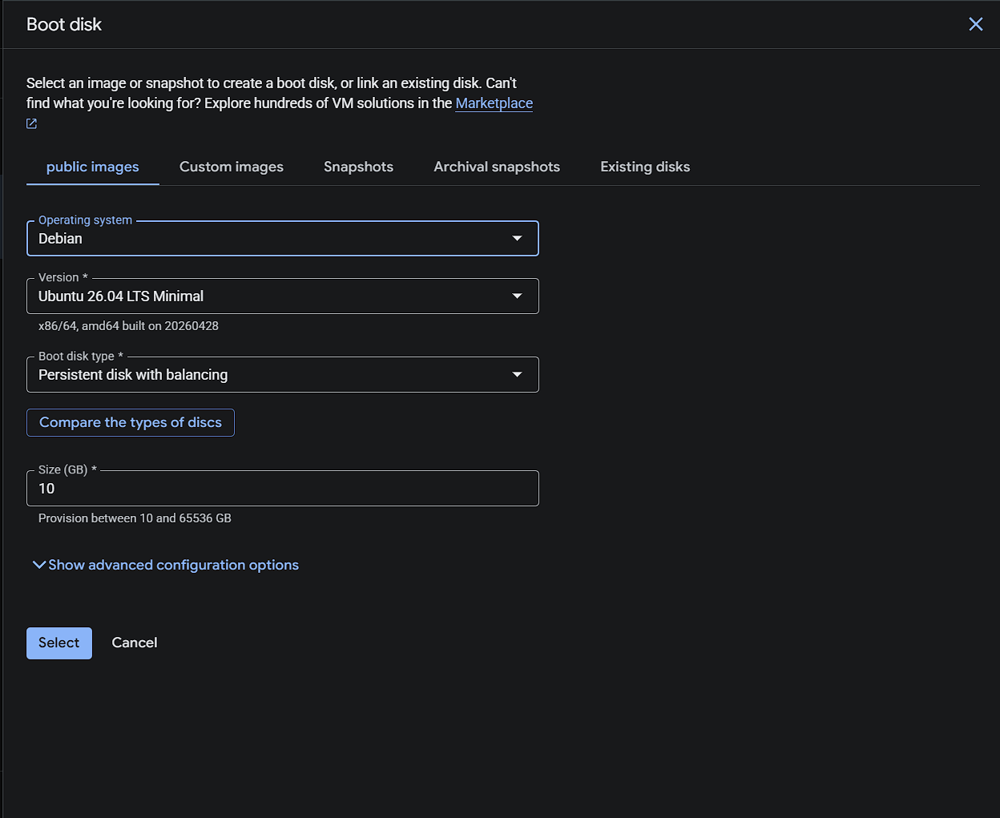 Boot disk
Select an image or snapshot to create a boot disk, or link an existing disk. Can't
find what you're looking for? Explore hundreds of VM solutions in the Marketplace
public images
Custom images
Snapshots
Archival snapshots
Existing disks
Operating system
Debian
Version *
Ubuntu 26.04 LTS Minimal
x86/64, amd64 built on 20260428
Boot disk type *
Persistent disk with balancing
Compare the types of discs
Size (GB) *
10
Provision between 10 and 65536 GB
Show advanced configuration options
Select
Cancel